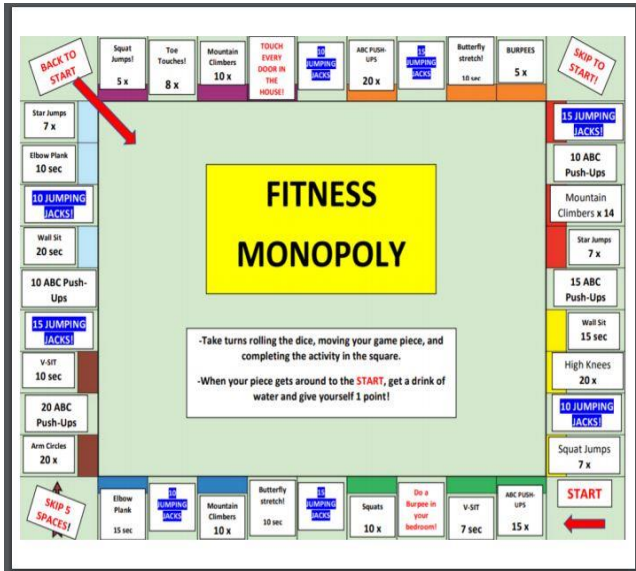 BACK TO
START
Squat
Jumps!
5 x
Toe
Touches!
8 x
Mountain
Climbers
10 x
TOUCH
EVERY
DOOR IN
THE
HOUSE!
10
JUMPING
JACKS
ABC PUSH-
UPS
20 x
15
JUMPING
JACKS
Butterfly
stretch!
10 sec
BURPEES
5 x
SKIP TO
START!
Star Jumps
7 x
Elbow Plank
10 sec
10 JUMPING
JACKS!
Wall Sit
20 sec
10 ABC Push-
Ups
15 JUMPING
JACKS!
V-SIT
10 sec
20 ABC
Push-Ups
Arm Circles
20 x
FITNESS
MONOPOLY
-Take turns rolling the dice, moving your game piece, and
completing the activity in the square.
-When your piece gets around to the START, get a drink of
water and give yourself 1 point!
15 JUMPING
JACKS!
10 ABC
Push-Ups
Mountain
Climbers x 14
Star Jumps
7 x
15 ABC
Push-Ups
Wall Sit
15 sec
High Knees
20 x
10 JUMPING
JACKS!
Squat Jumps
7 x
SKIP 5
SPACES!
Elbow
Plank
15 sec
10
JUMPING
JACKS
Mountain
Climbers
10 x
Butterfly
stretch!
10 sec
15
JUMPING
JACKS
Squats
10 x
Do a
Burpee in
your
bedroom!
V-SIT
7 sec
ABC PUSH-
UPS
15 x
START